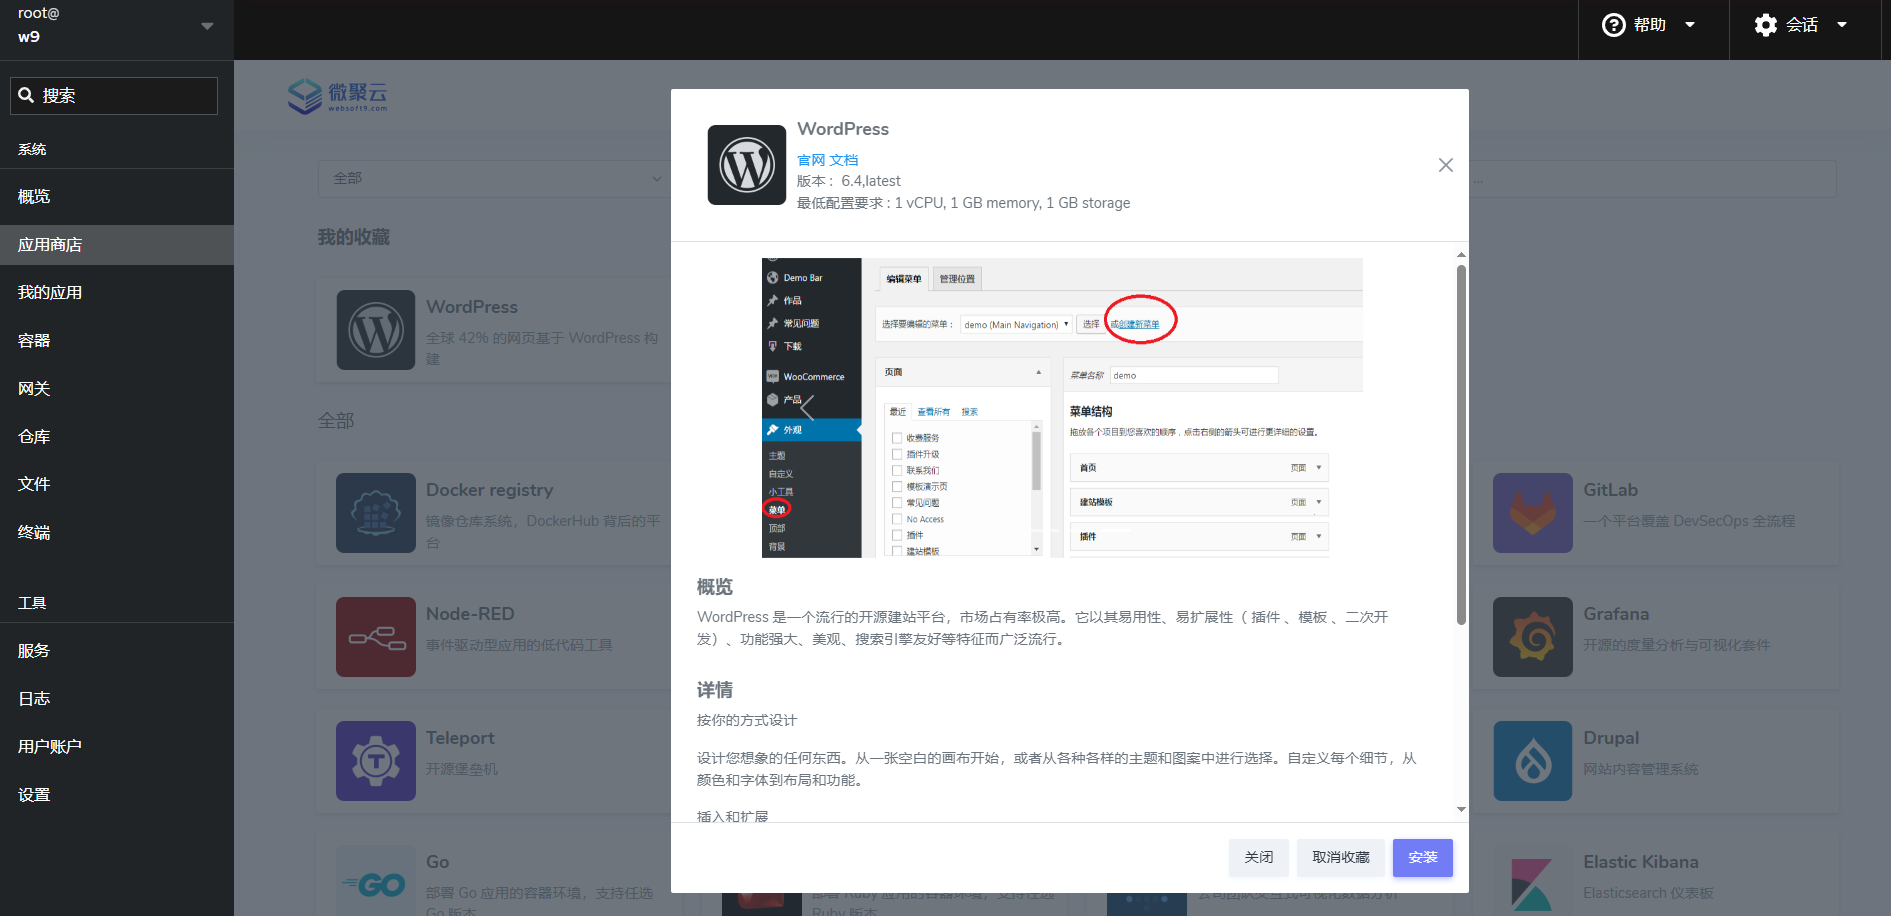 root@
w9
帮助
会话
搜索
系统
概览
应用商店
我的应用
容器
网关
仓库
文件
终端
工具
服务
日志
用户账户
设置
微聚云
websoft9.com
全部
...
我的收藏
WordPress
全球 42% 的网页基于 WordPress 构
建
全部
Docker registry
镜像仓库系统，DockerHub 背后的平
台
GitLab
一个平台覆盖 DevSecOps 全流程
Node-RED
事件驱动型应用的低代码工具
Grafana
开源的度量分析与可视化套件
Teleport
开源堡垒机
Drupal
网站内容管理系统
Go
部署 Go 应用的容器环境，支持任选
Go 版本
部署 Ruby 应用的容器环境，支持任选
Ruby 版本
Elastic Kibana
Elasticsearch 仪表板
WordPress
官网 文档
版本： 6.4,latest
最低配置要求 : 1 vCPU, 1 GB memory, 1 GB storage
Demo Bar
作品
常见问题
下载
WooCommerce
产品
外观
主题
自定义
小工具
菜单
顶部
背景
编辑菜单
管理位置
选择要编辑的菜单：
demo (Main Navigation)
选择
或创建新菜单
页面
最近
查看所有
搜索
收费服务
插件升级
联系我们
模板演示页
常见问题
No Access
插件
建站模板
菜单名称
demo
菜单结构
拖放各个项目到您喜欢的顺序，点击右侧的箭头可进行更详细的设置。
首页
页面
建站模板
页面
插件
页面
概览
WordPress 是一个流行的开源建站平台，市场占有率极高。它以其易用性、易扩展性（ 插件 、模板 、二次开
发）、功能强大、美观、搜索引擎友好等特征而广泛流行。
详情
按你的方式设计
设计您想象的任何东西。从一张空白的画布开始，或者从各种各样的主题和图案中进行选择。自定义每个细节，从
颜色和字体到布局和功能。
插入和扩展
关闭
取消收藏
安装